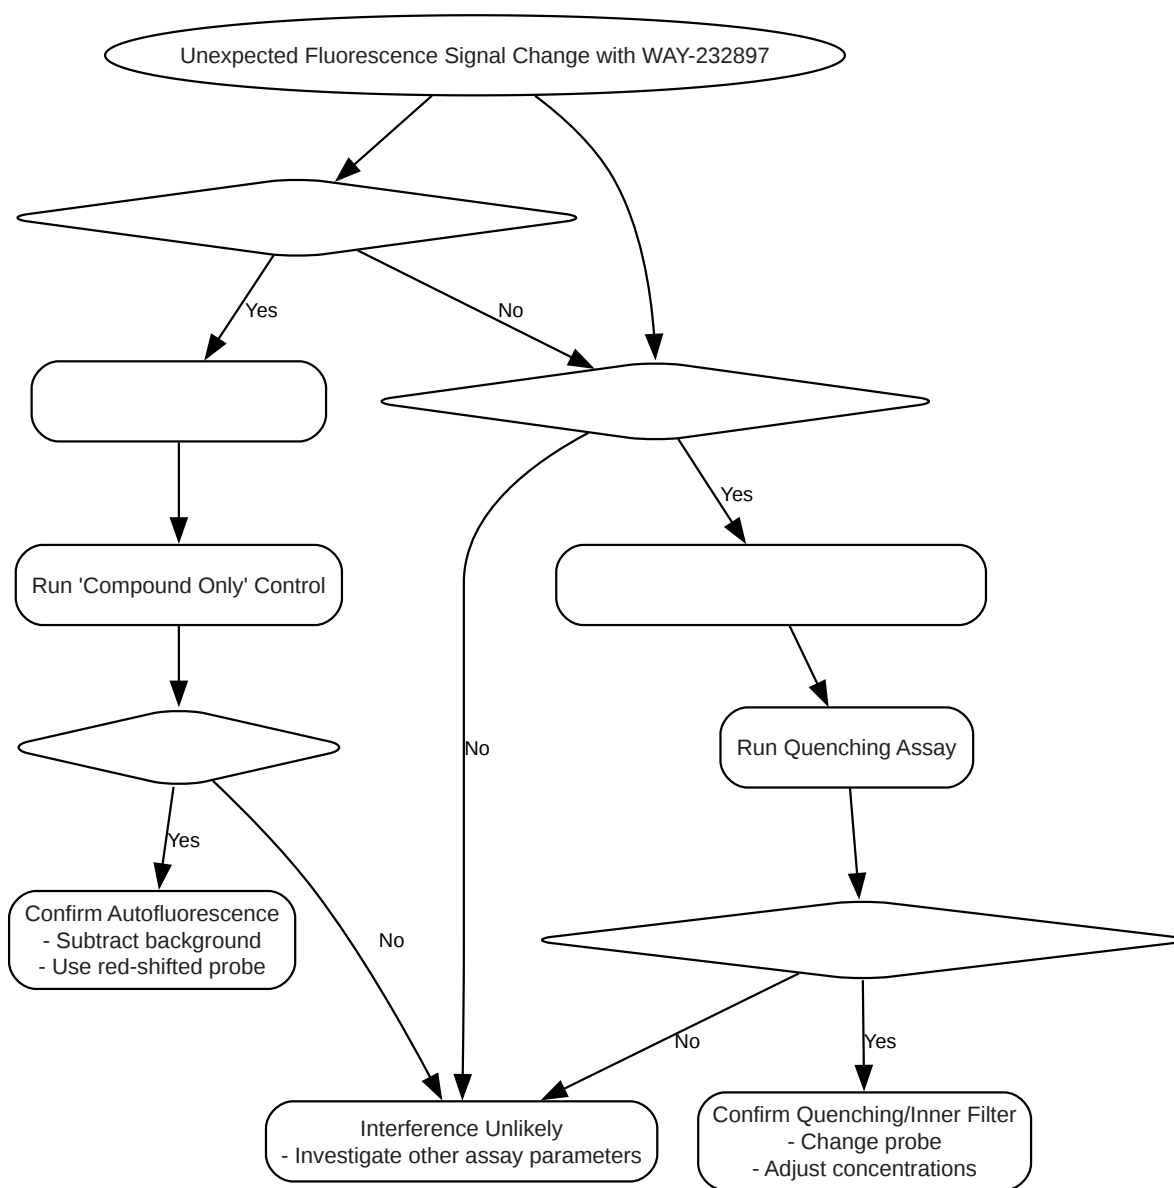 Unexpected Fluorescence Signal Change with WAY-232897
Yes
No
Yes
Run 'Compound Only' Control
Run Quenching Assay
No
Yes
Confirm Autofluorescence
- Subtract background
- Use red-shifted probe
No
No
Yes
Interference Unlikely
- Investigate other assay parameters
Confirm Quenching/Inner Filter
- Change probe
- Adjust concentrations